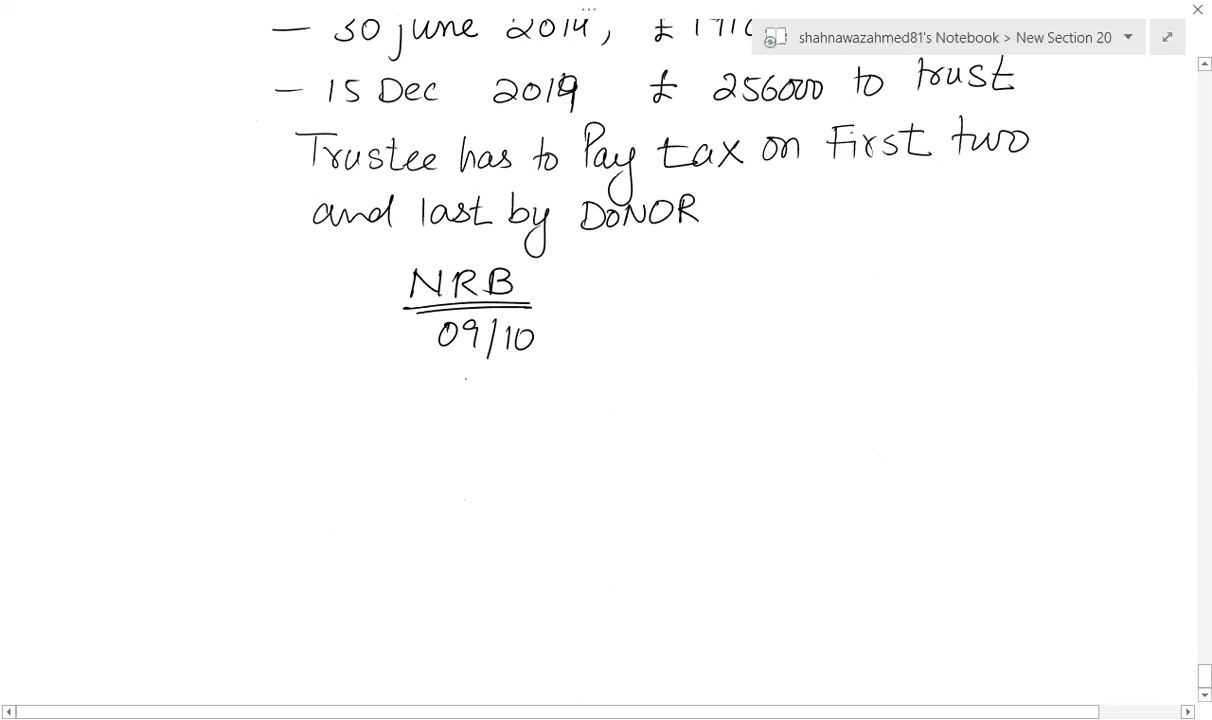 — 30 june 2014, £
shahnawazahmed81's Notebook > New Section 20
— 15 Dec 2019 £ 256000 to trust
Trustee has to Pay tax on First two
and last by DONOR
NRB
09/10